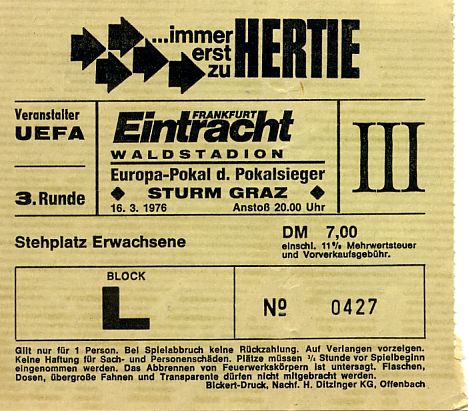 ...immer
erst
zu HERTIE
Veranstalter
UEFA
3. Runde
FRANKFURT
Eintracht
WALDSTADION
Europa-Pokal d. Pokalsieger
STURM GRAZ
16. 3. 1976 Anstoß 20.00 Uhr
III
Stehplatz Erwachsene
DM 7,00
einschl. 11% Mehrwertsteuer
und Vorverkaufsgebühr.
BLOCK
L
Nº 0427
Gilt nur für 1 Person. Bei Spielabbruch keine Rückzahlung. Auf Verlangen vorzeigen.
Keine Haftung für Sach- und Personenschäden. Plätze müssen ¾ Stunde vor Spielbeginn
eingenommen werden. Das Abbrennen von Feuerwerkskörpern ist untersagt. Flaschen,
Dosen, übergroße Fahnen und Transparente dürfen nicht mitgebracht werden.
Bickert-Druck, Nachf. H. Ditzinger KG, Offenbach